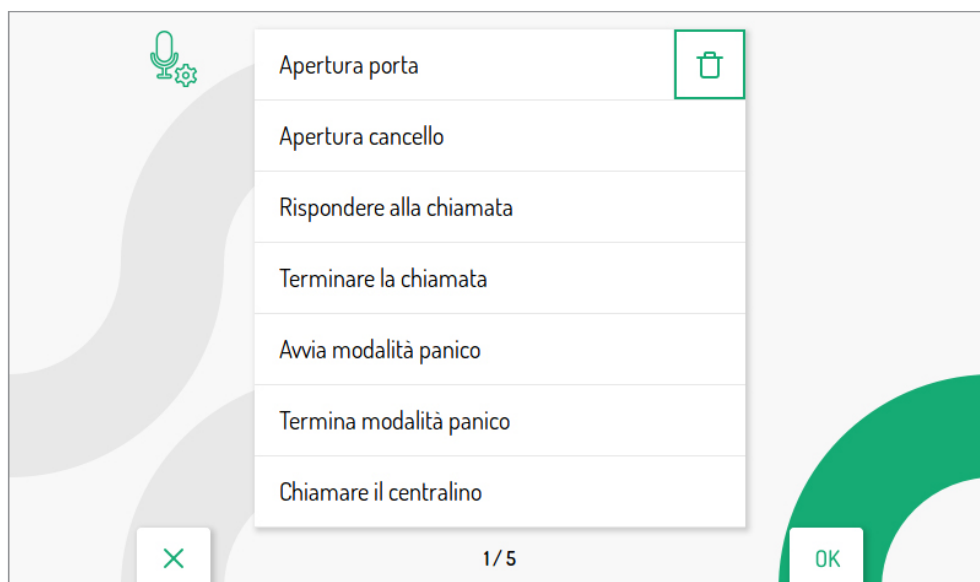 Apertura porta
Apertura cancello
Rispondere alla chiamata
Terminare la chiamata
Avvia modalità panico
Termina modalità panico
Chiamare il centralino
1 / 5
OK